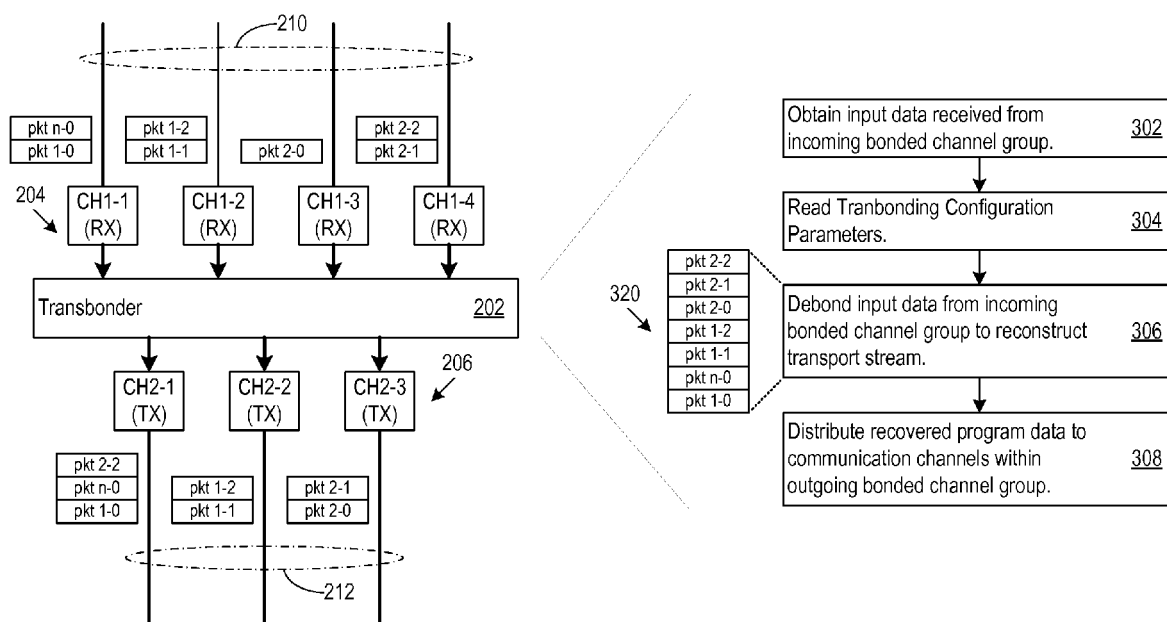 210
pkt n-0
pkt 1-0
pkt 1-2
pkt 1-1
pkt 2-0
pkt 2-2
pkt 2-1
204
CH1-1
(RX)
CH1-2
(RX)
CH1-3
(RX)
CH1-4
(RX)
Transbonder 202
CH2-1
(TX)
CH2-2
(TX)
CH2-3
(TX)
206
pkt 2-2
pkt n-0
pkt 1-0
pkt 1-2
pkt 1-1
pkt 2-1
pkt 2-0
212
Obtain input data received from
incoming bonded channel group.
302
Read Tranbonding Configuration
Parameters.
304
320
pkt 2-2
pkt 2-1
pkt 2-0
pkt 1-2
pkt 1-1
pkt n-0
pkt 1-0
Debond input data from incoming
bonded channel group to reconstruct
transport stream.
306
Distribute recovered program data to
communication channels within
outgoing bonded channel group.
308